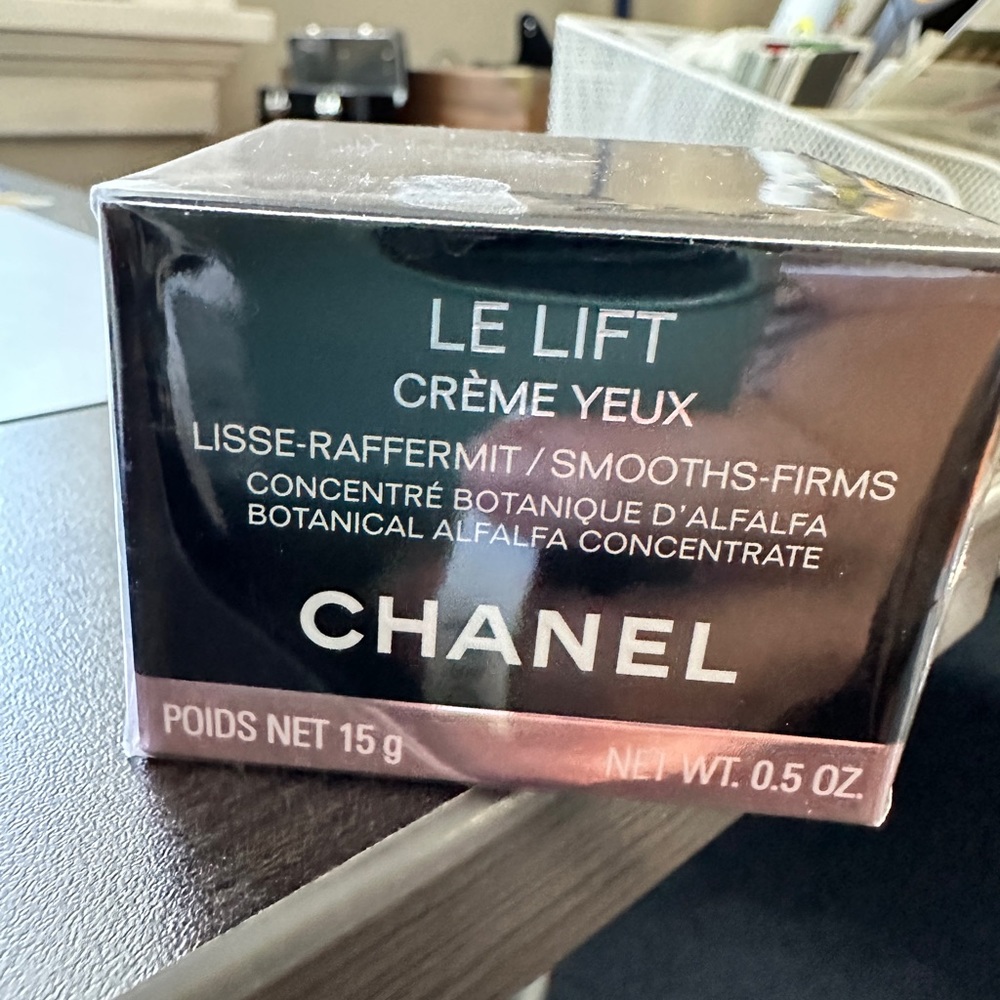 LE LIFT
CRÈME YEUX
LISSE-RAFFERMIT / SMOOTHS-FIRMS
CONCENTRÉ BOTANIQUE D'ALFALFA
BOTANICAL ALFALFA CONCENTRATE
CHANEL
POIDS NET 15 g NET WT. 0.5 OZ.